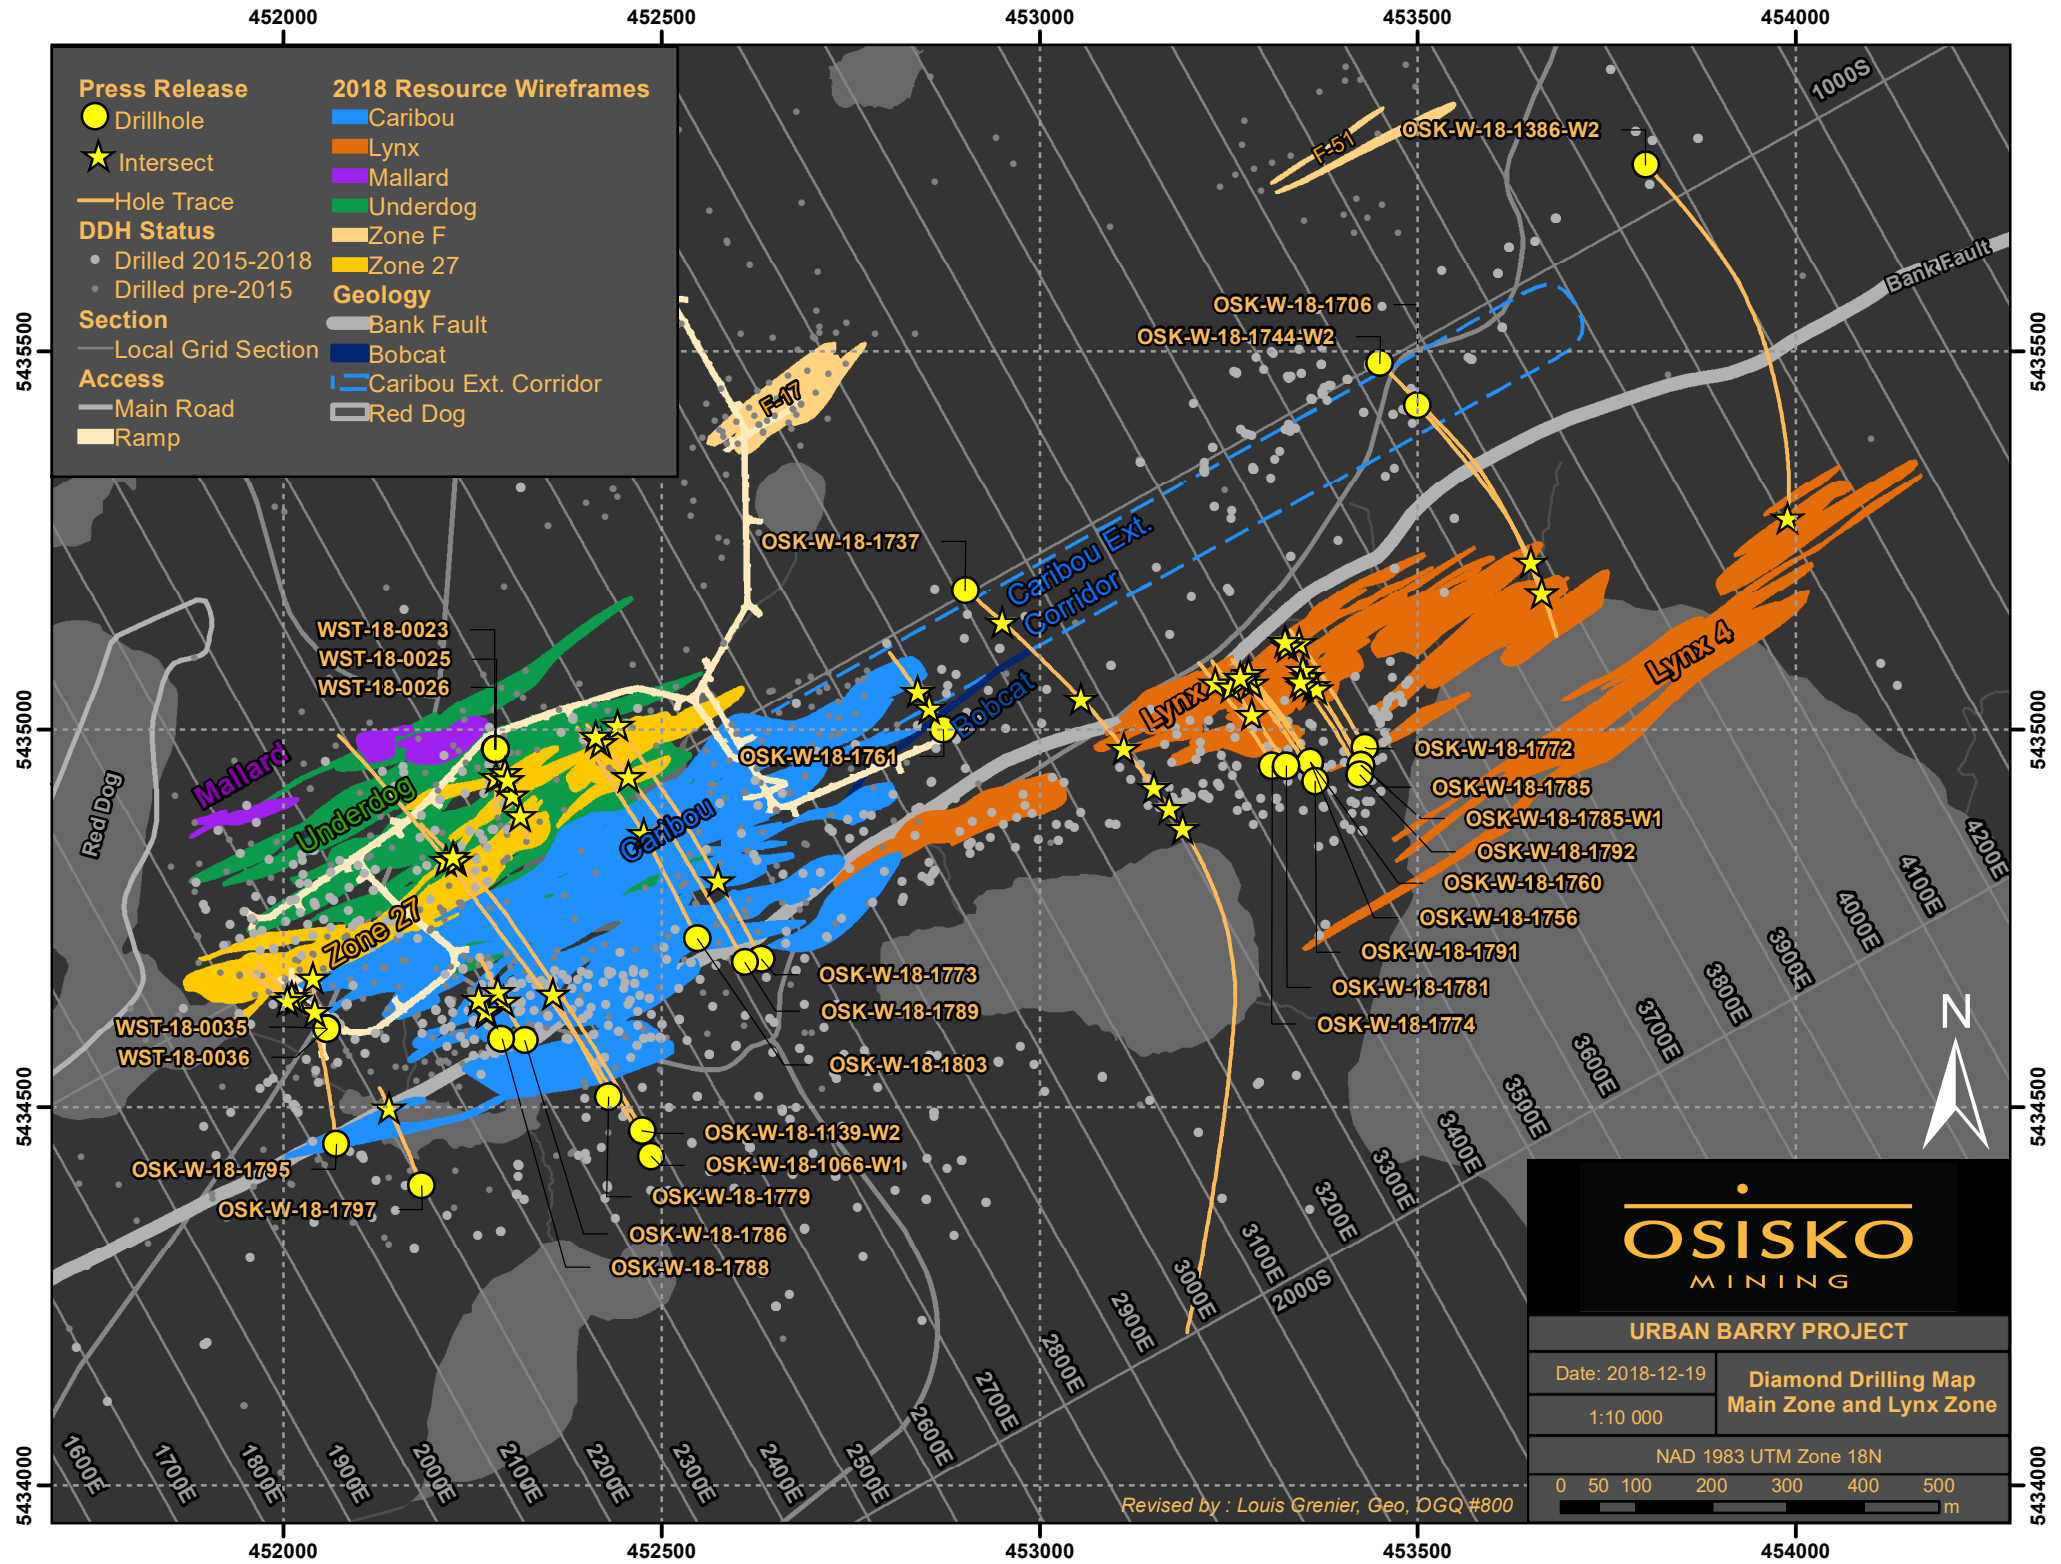 452000
452500
453000
453500
454000
Press Release
Drillhole
Intersect
Hole Trace
DDH Status
Drilled 2015-2018
Drilled pre-2015
Section
Local Grid Section
Access
Main Road
Ramp
2018 Resource Wireframes
Caribou
Lynx
Mallard
Underdog
Zone F
Zone 27
Geology
Bank Fault
Bobcat
Caribou Ext. Corridor
Red Dog
1000S
F-51
OSK-W-18-1386-W2
Bank Fault
OSK-W-18-1706
OSK-W-18-1744-W2
5435500
5435500
F-17
OSK-W-18-1737
Caribou Ext.
Corridor
WST-18-0023
WST-18-0025
WST-18-0026
Lynx 4
Lynx
Bobcat
5435000
5435000
OSK-W-18-1761
OSK-W-18-1772
OSK-W-18-1785
OSK-W-18-1785-W1
OSK-W-18-1792
OSK-W-18-1760
OSK-W-18-1756
OSK-W-18-1791
OSK-W-18-1781
OSK-W-18-1774
Mallard
Underdog
Red Dog
Caribou
Zone 27
OSK-W-18-1773
OSK-W-18-1789
OSK-W-18-1803
WST-18-0035
WST-18-0036
5434500
5434500
OSK-W-18-1139-W2
OSK-W-18-1066-W1
OSK-W-18-1779
OSK-W-18-1786
OSK-W-18-1788
OSK-W-18-1795
OSK-W-18-1797
4200E
4100E
4000E
3900E
3800E
3700E
3600E
3500E
3400E
3300E
3200E
3100E
2000S
3000E
2900E
2800E
2700E
2600E
2500E
2400E
2300E
2200E
2100E
2000E
1900E
1800E
1700E
1600E
N
OSISKO
MINING
URBAN BARRY PROJECT
Date: 2018-12-19
1:10 000
Diamond Drilling Map
Main Zone and Lynx Zone
NAD 1983 UTM Zone 18N
0 50 100 200 300 400 500
m
Revised by : Louis Grenier, Geo, OGQ #800
5434000
5434000
452000
452500
453000
453500
454000